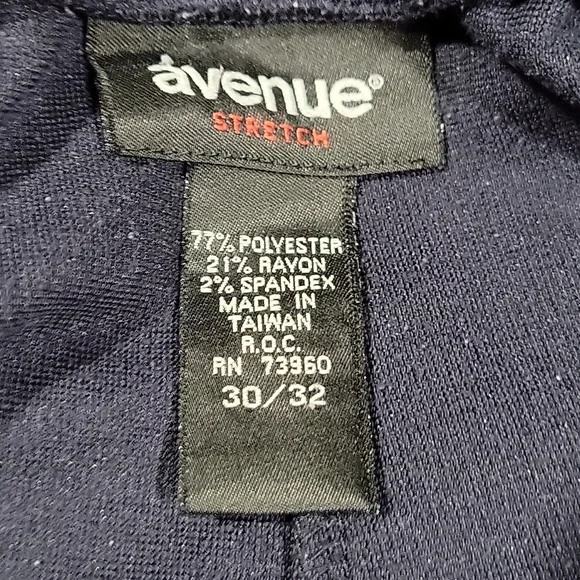 avenue®
STRETCH
77% POLYESTER
21% RAYON
2% SPANDEX
MADE IN
TAIWAN
R.O.C.
RN 73960
30/32